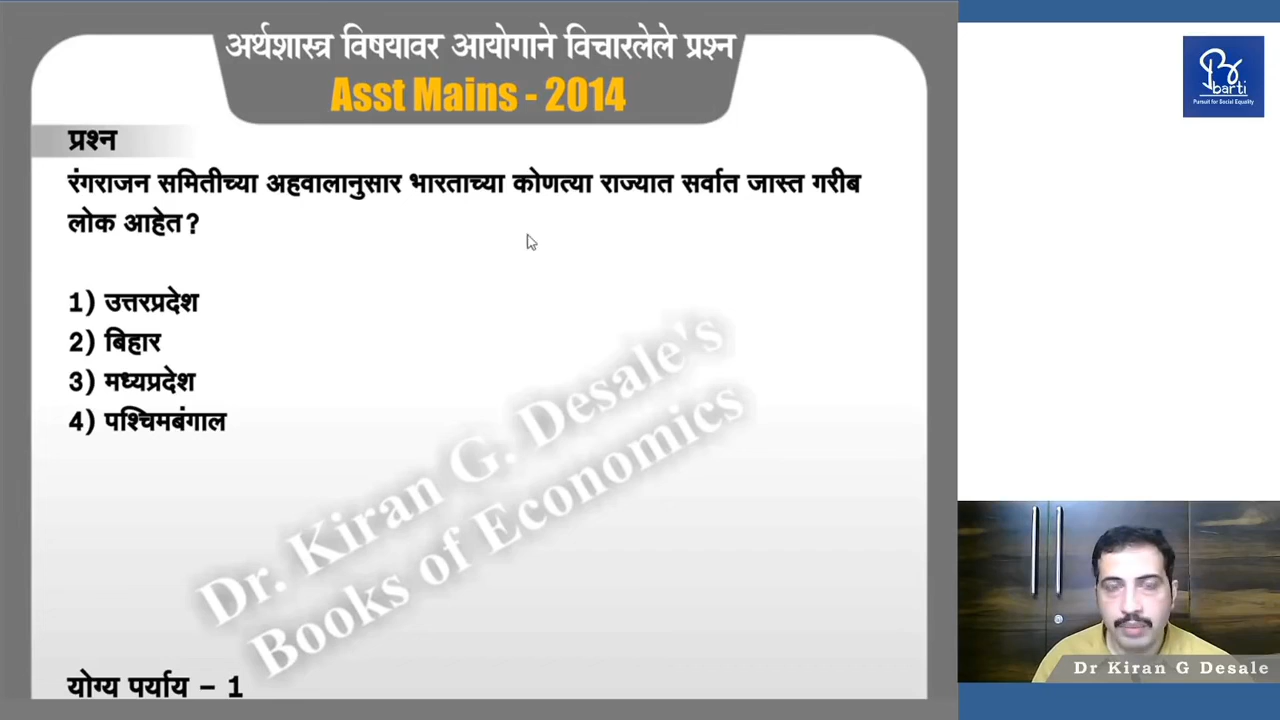 अर्थशास्त्र विषयावर आयोगाने विचारलेले प्रश्न
Asst Mains - 2014
प्रश्न
रंगराजन समितीच्या अहवालानुसार भारताच्या कोणत्या राज्यात सर्वात जास्त गरीब
लोक आहेत?
1) उत्तरप्रदेश
2) बिहार
3) मध्यप्रदेश
4) पश्चिमबंगाल
Dr. Kiran G. Desale's
Books of Economics
योग्य पर्याय – 1
barti
Pursuit for Social Equality
Dr Kiran G Desale